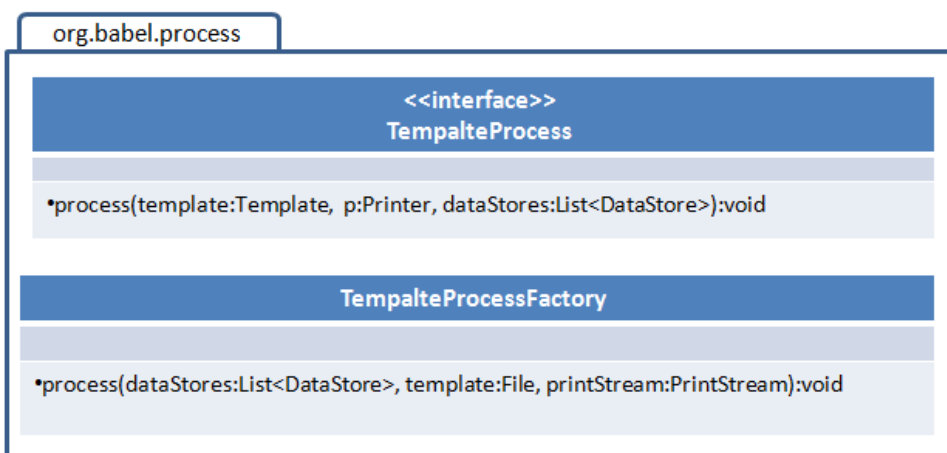 org.babel.process
<<interface>>
TempalteProcess
•process(template:Template, p:Printer, dataStores:List<DataStore>):void
TempalteProcessFactory
•process(dataStores:List<DataStore>, template:File, printStream:PrintStream):void